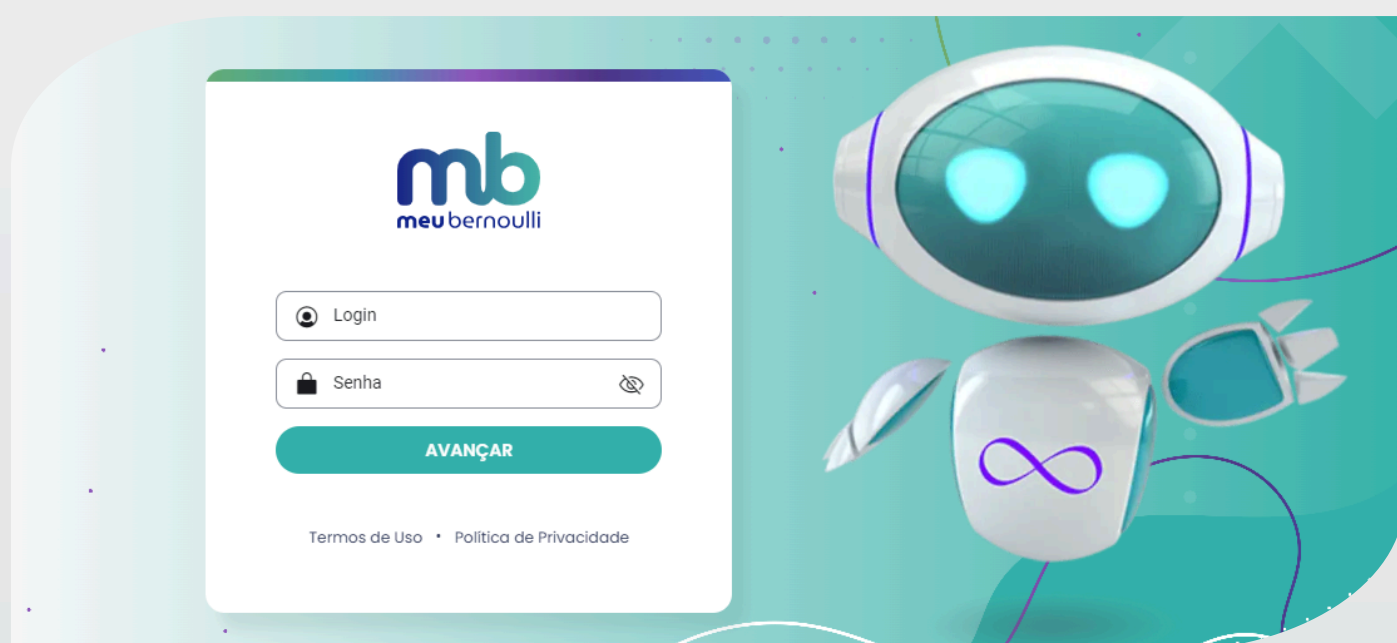 mb
meu bernoulli
Login
Senha
AVANÇAR
Termos de Uso • Política de Privacidade